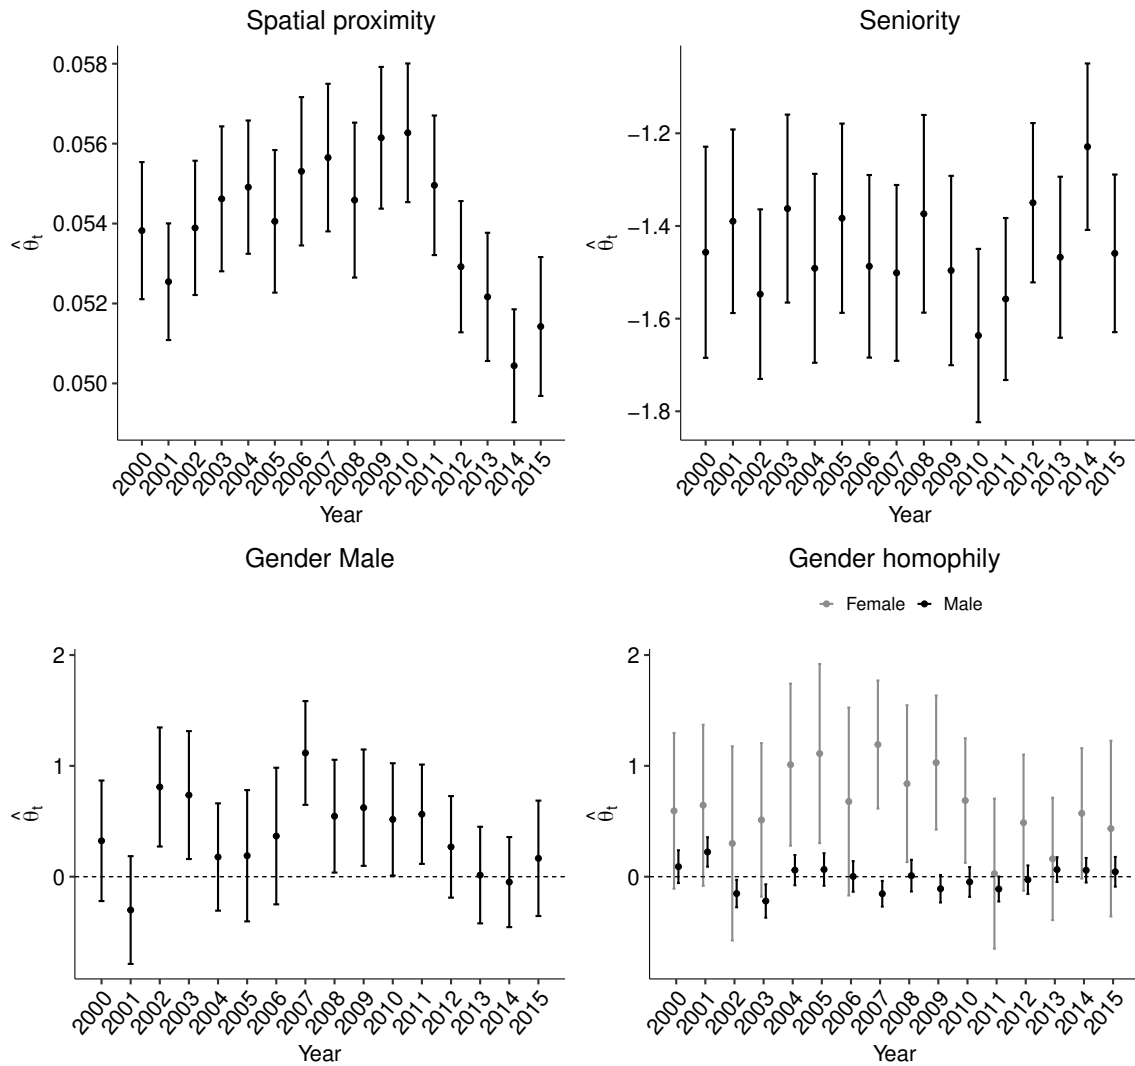 Spatial proximity
0.058
0.056
0.054
0.052
0.050
θ̂t
2000 2001 2002 2003 2004 2005 2006 2007 2008 2009 2010 2011 2012 2013 2014 2015
Year
Seniority
−1.2
−1.4
−1.6
−1.8
θ̂t
2000 2001 2002 2003 2004 2005 2006 2007 2008 2009 2010 2011 2012 2013 2014 2015
Year
Gender Male
2
1
0
θ̂t
2000 2001 2002 2003 2004 2005 2006 2007 2008 2009 2010 2011 2012 2013 2014 2015
Year
Gender homophily
Female Male
2
1
0
θ̂t
2000 2001 2002 2003 2004 2005 2006 2007 2008 2009 2010 2011 2012 2013 2014 2015
Year